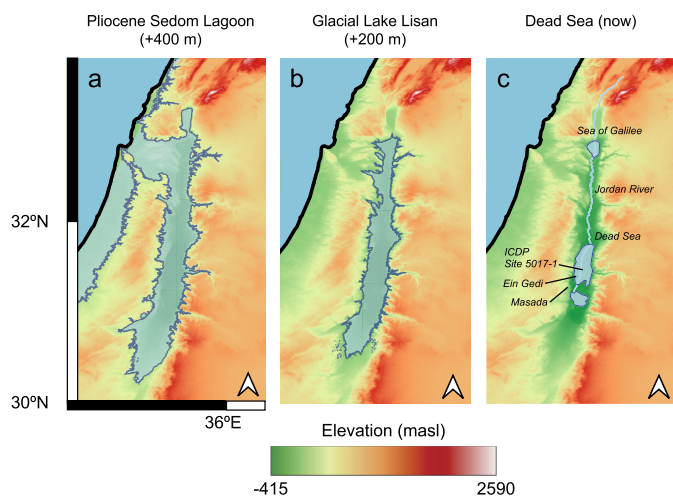 Pliocene Sedom Lagoon
(+400 m)
Glacial Lake Lisan
(+200 m)
Dead Sea (now)
a
b
c
Sea of Galilee
Jordan River
32ºN
Dead Sea
ICDP
Site 5017-1
Ein Gedi
Masada
30ºN
36ºE
Elevation (masl)
-415
2590